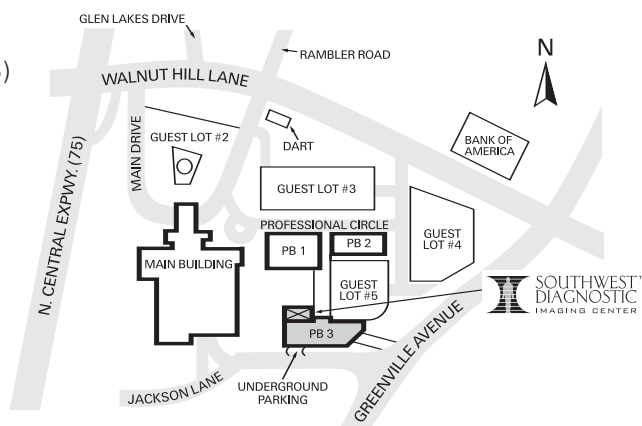 GLEN LAKES DRIVE
RAMBLER ROAD
N
)
WALNUT HILL LANE
MAIN DRIVE
GUEST LOT #2
DART
BANK OF
AMERICA
N. CENTRAL EXPWY. (75)
GUEST LOT #3
PROFESSIONAL CIRCLE
GUEST
LOT #4
PB 1
PB 2
MAIN BUILDING
GUEST
LOT #5
SOUTHWEST
DIAGNOSTIC
IMAGING CENTER
PB 3
JACKSON LANE
UNDERGROUND
PARKING
GREENVILLE AVENUE